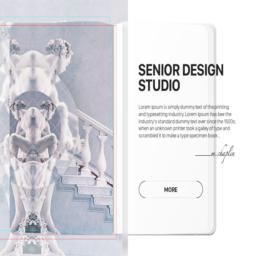 SENIOR DESIGN
STUDIO
Lorem Ipsum is simply dummy text of the printing
and typesetting industry. Lorem Ipsum has been the
industry's standard dummy text ever since the 1500s,
when an unknown printer took a galley of type and
scrambled it to make a type specimen book.
MORE